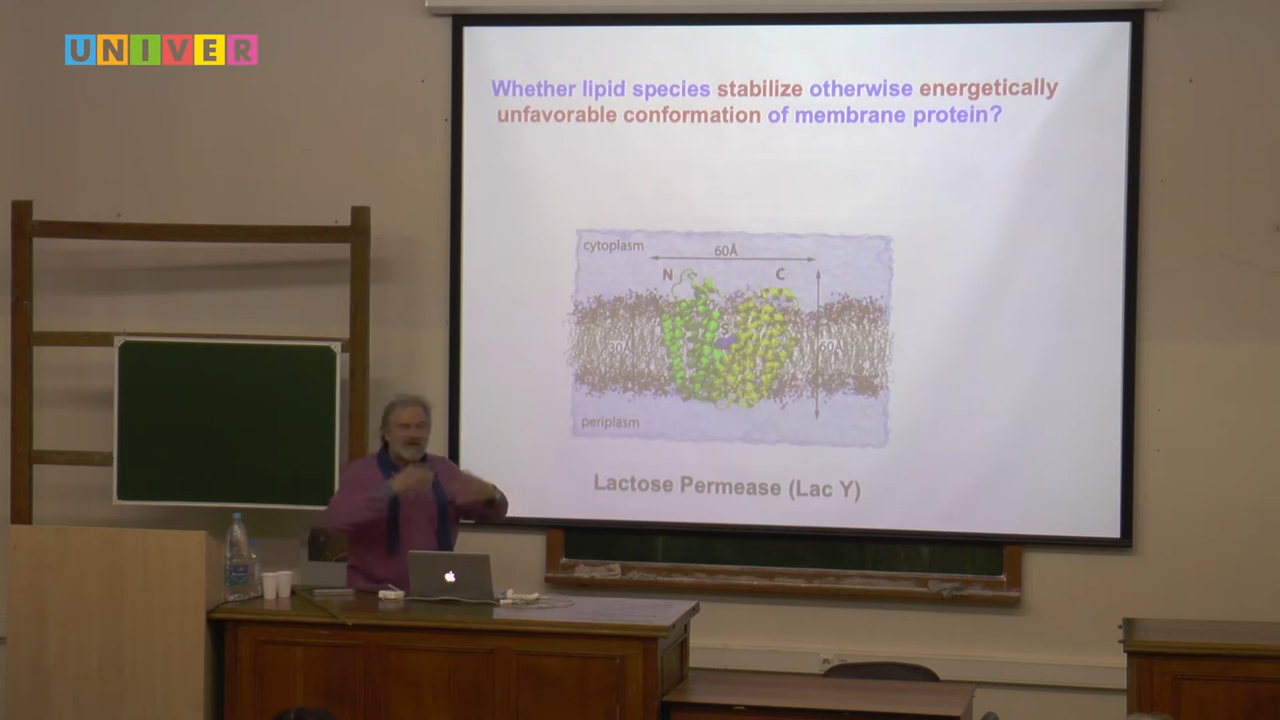 UNIVER
Whether lipid species stabilize otherwise energetically
unfavorable conformation of membrane protein?
cytoplasm
60Å
N
C
S
30Å
60Å
periplasm
Lactose Permease (Lac Y)